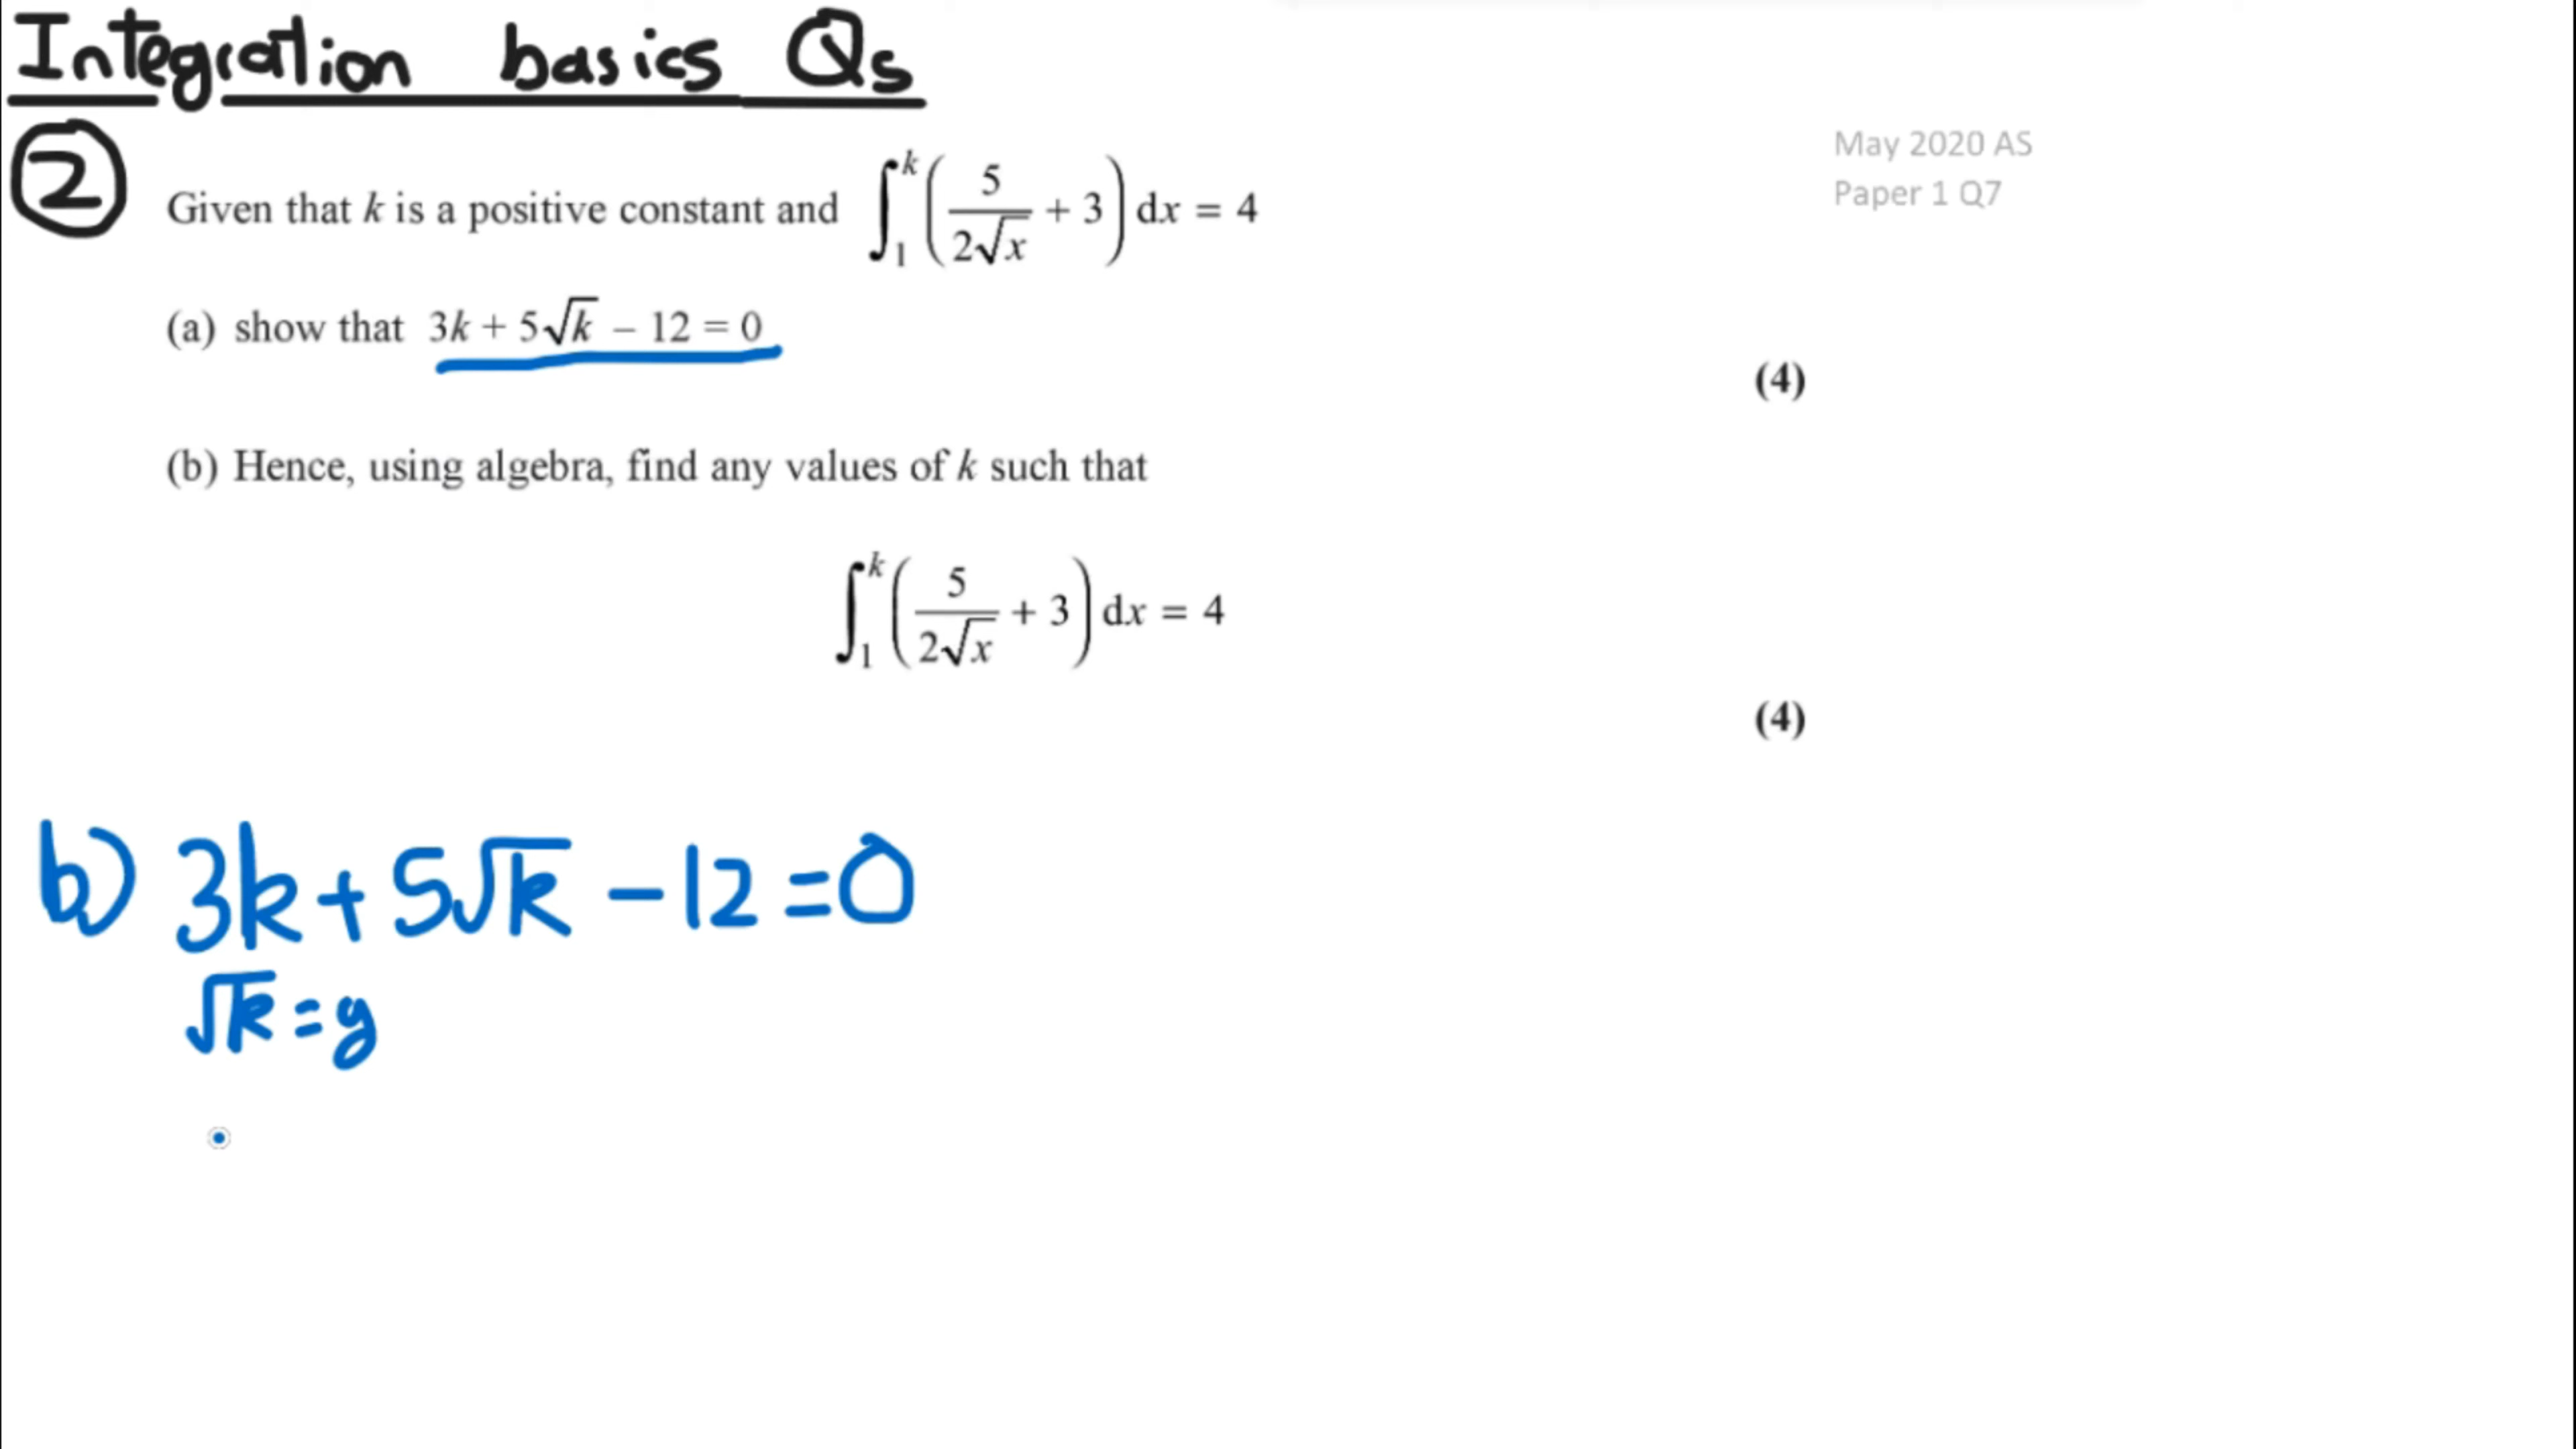 Integration basics Qs
May 2020 AS
Paper 1 Q7
② Given that k is a positive constant and ∫₁ᵏ (5/(2√x) + 3) dx = 4
(a) show that 3k + 5√k – 12 = 0
(4)
(b) Hence, using algebra, find any values of k such that
∫₁ᵏ (5/(2√x) + 3) dx = 4
(4)
b) 3k + 5√k − 12 = 0
√k = y